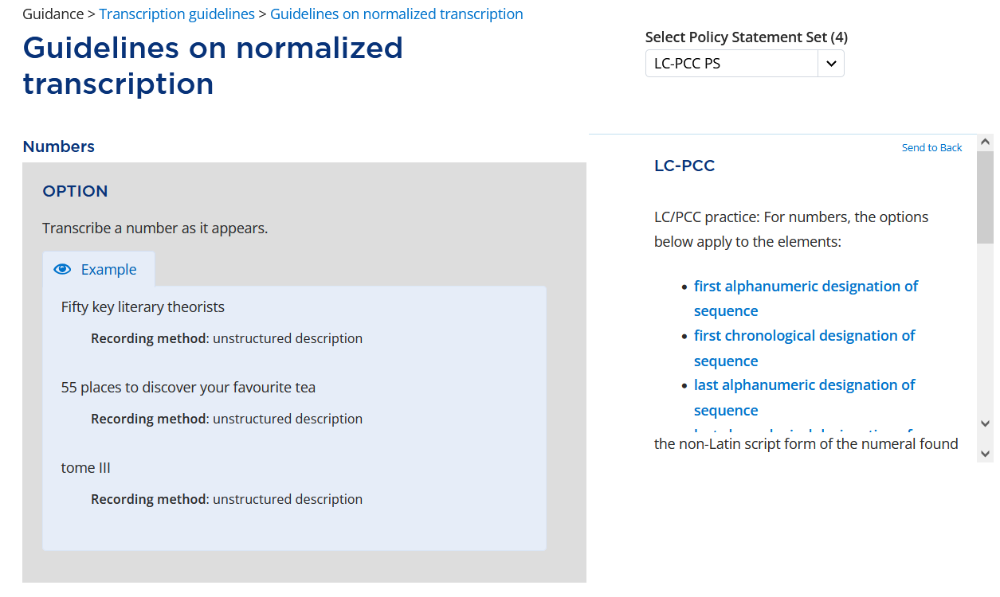 Guidance > Transcription guidelines > Guidelines on normalized transcription
Guidelines on normalized
transcription
Select Policy Statement Set (4)
LC-PCC PS
Numbers
OPTION
Transcribe a number as it appears.
Example
Fifty key literary theorists
Recording method: unstructured description
55 places to discover your favourite tea
Recording method: unstructured description
tome III
Recording method: unstructured description
Send to Back
LC-PCC
LC/PCC practice: For numbers, the options
below apply to the elements:
• first alphanumeric designation of
sequence
• first chronological designation of
sequence
• last alphanumeric designation of
sequence
the non-Latin script form of the numeral found